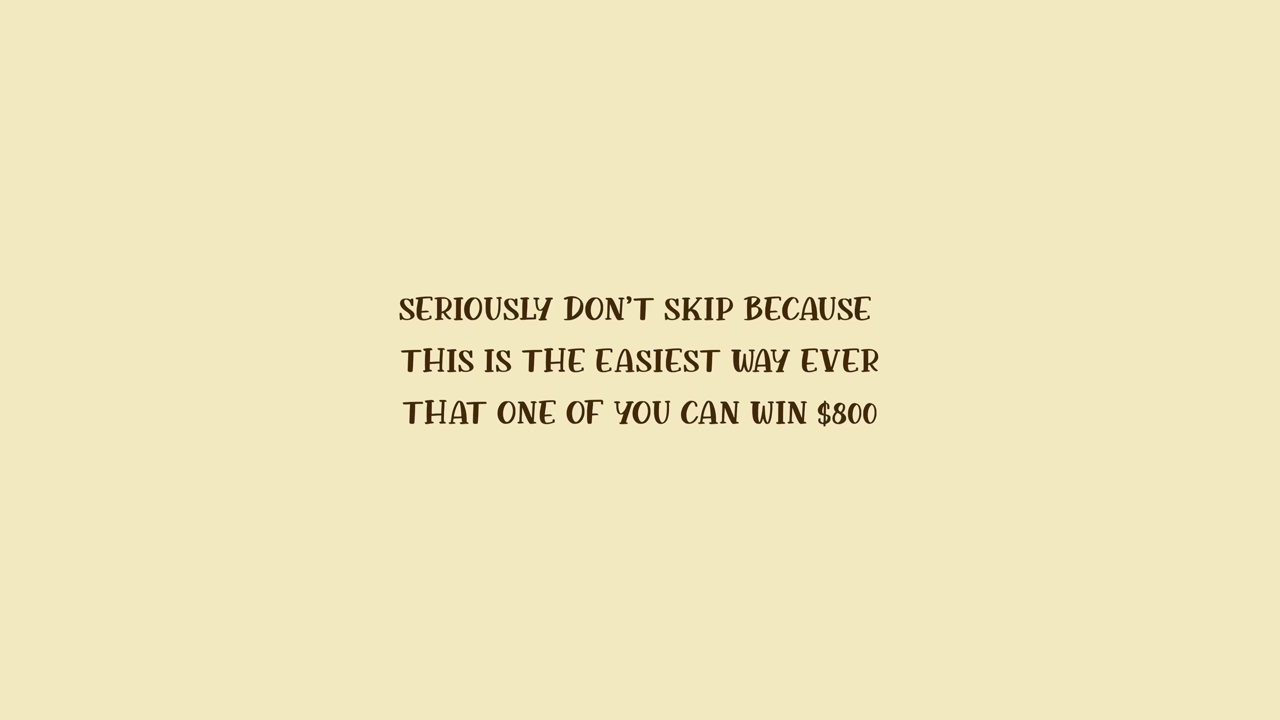 SERIOUSLY DON'T SKIP BECAUSE
THIS IS THE EASIEST WAY EVER
THAT ONE OF YOU CAN WIN $800